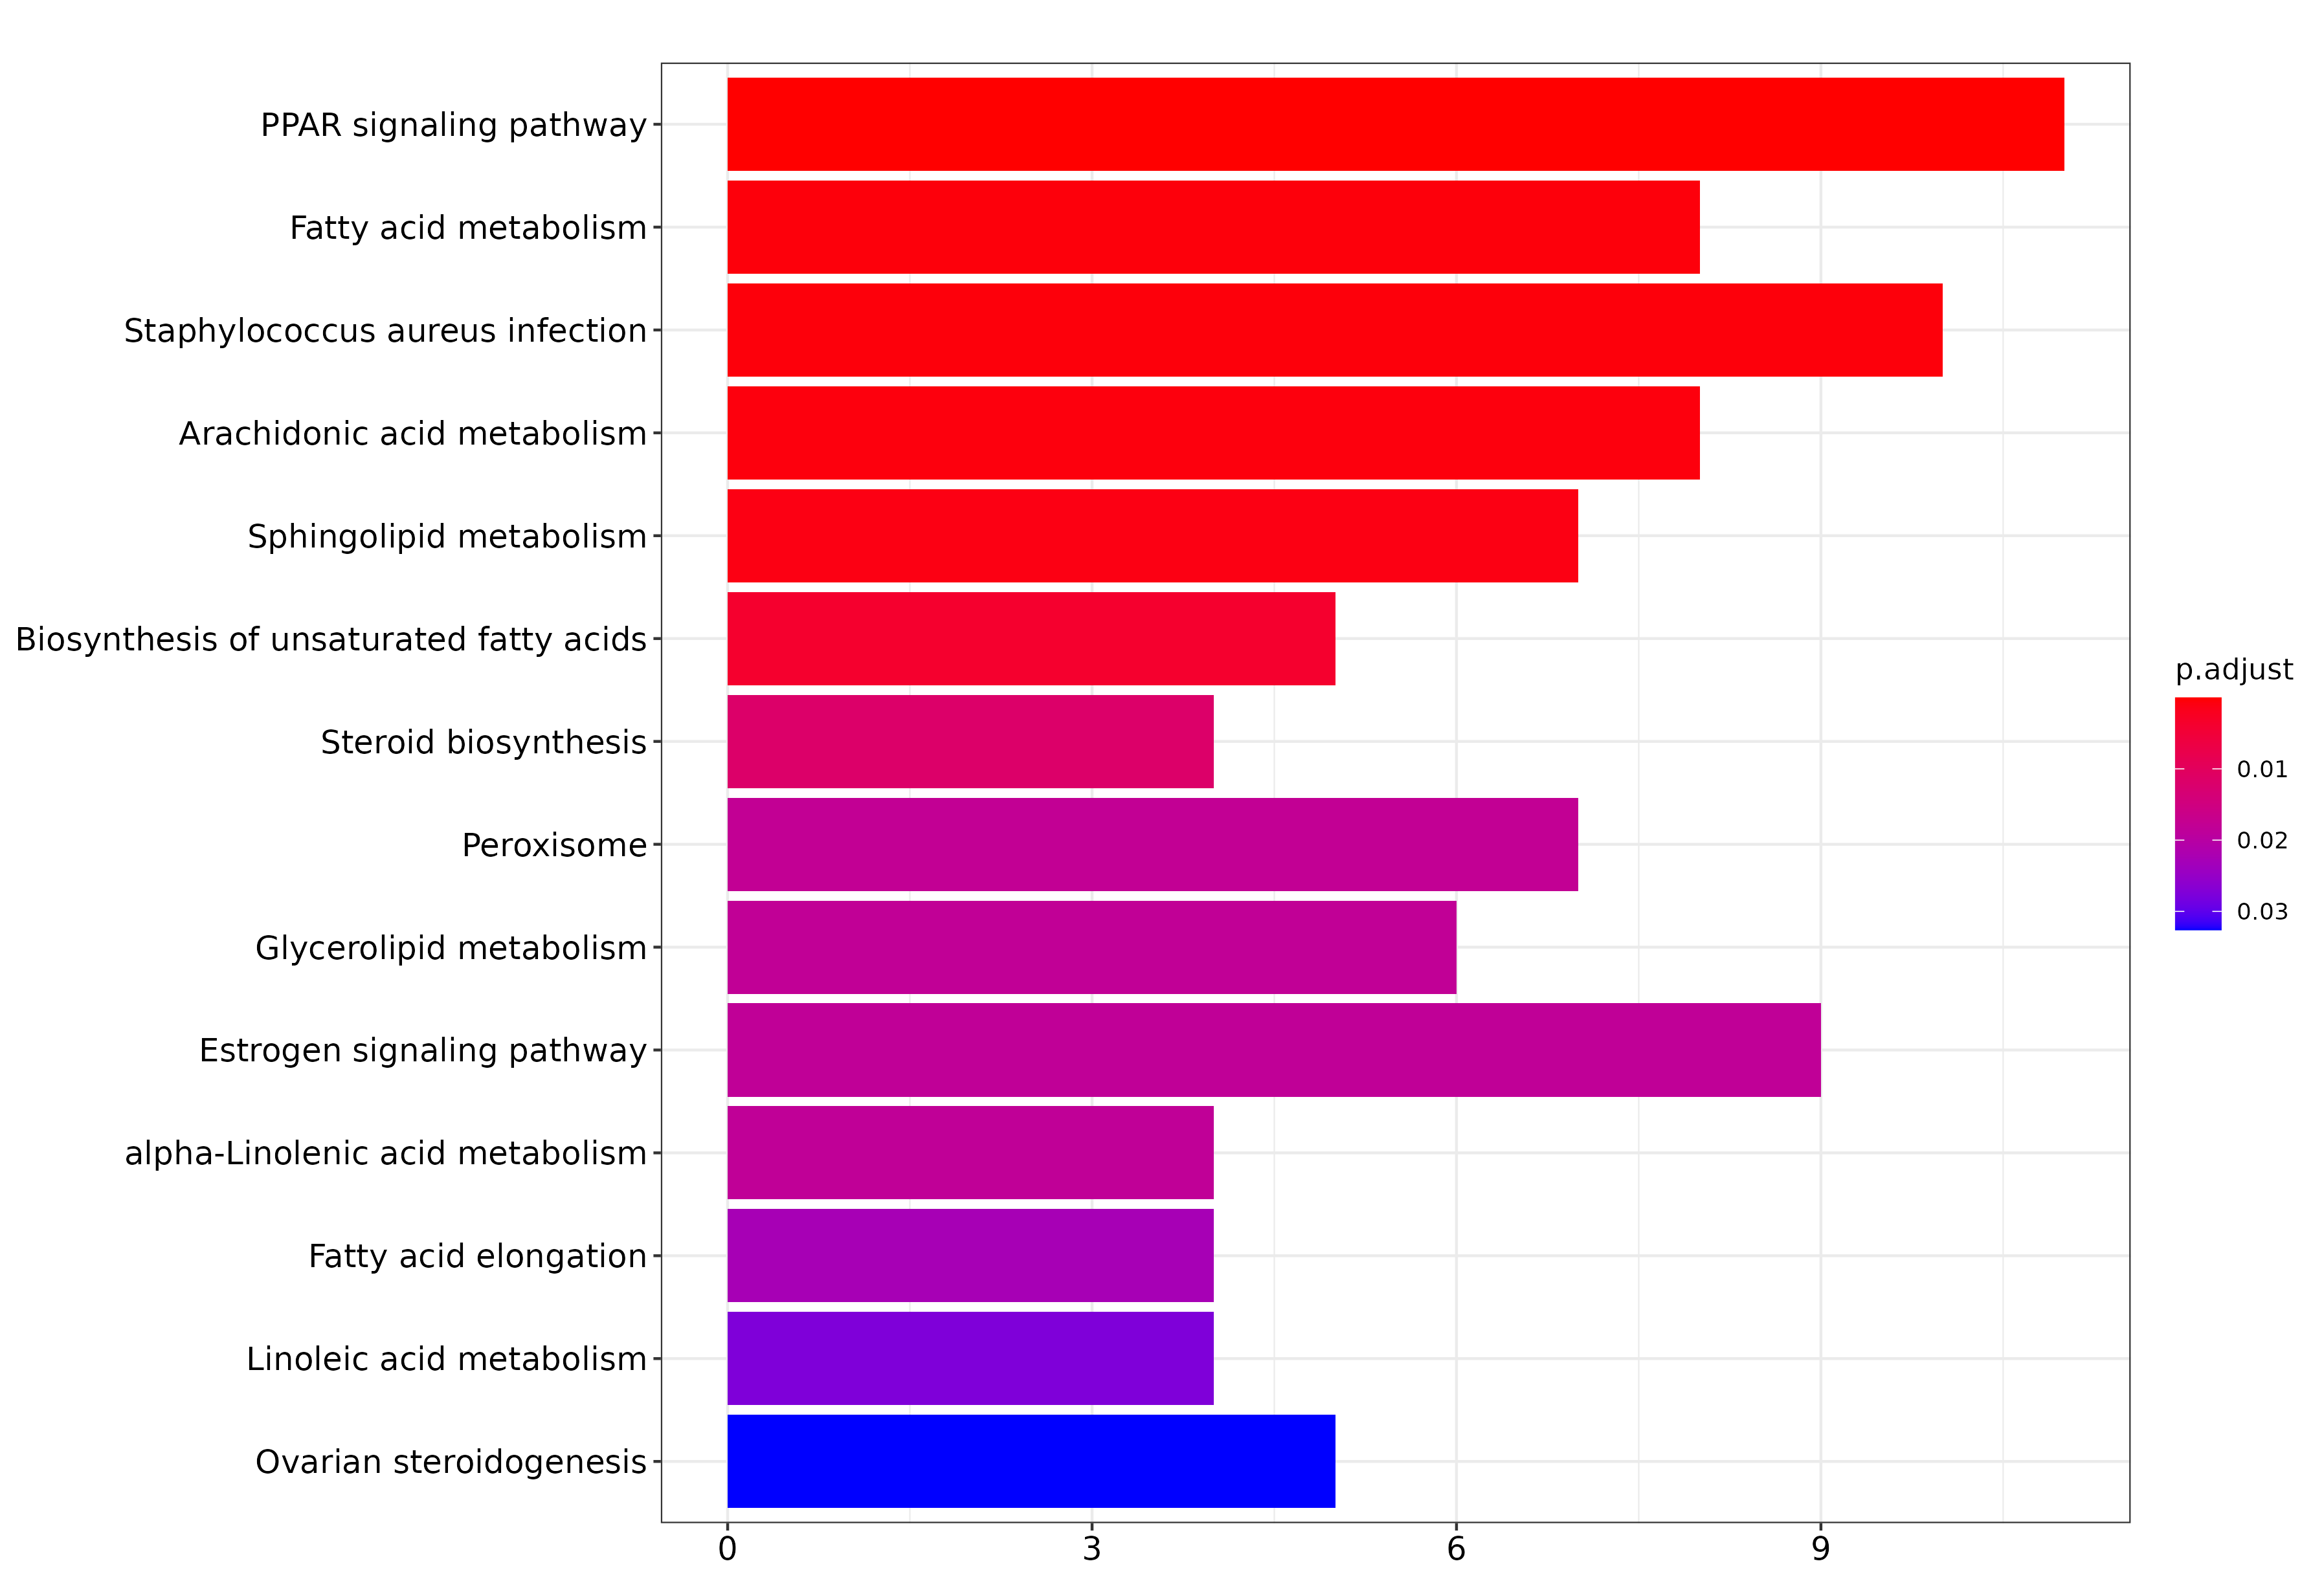 PPAR signaling pathway
Fatty acid metabolism
Staphylococcus aureus infection
Arachidonic acid metabolism
Sphingolipid metabolism
Biosynthesis of unsaturated fatty acids
Steroid biosynthesis
Peroxisome
Glycerolipid metabolism
Estrogen signaling pathway
alpha-Linolenic acid metabolism
Fatty acid elongation
Linoleic acid metabolism
Ovarian steroidogenesis
0 3 6 9
p.adjust
0.01
0.02
0.03